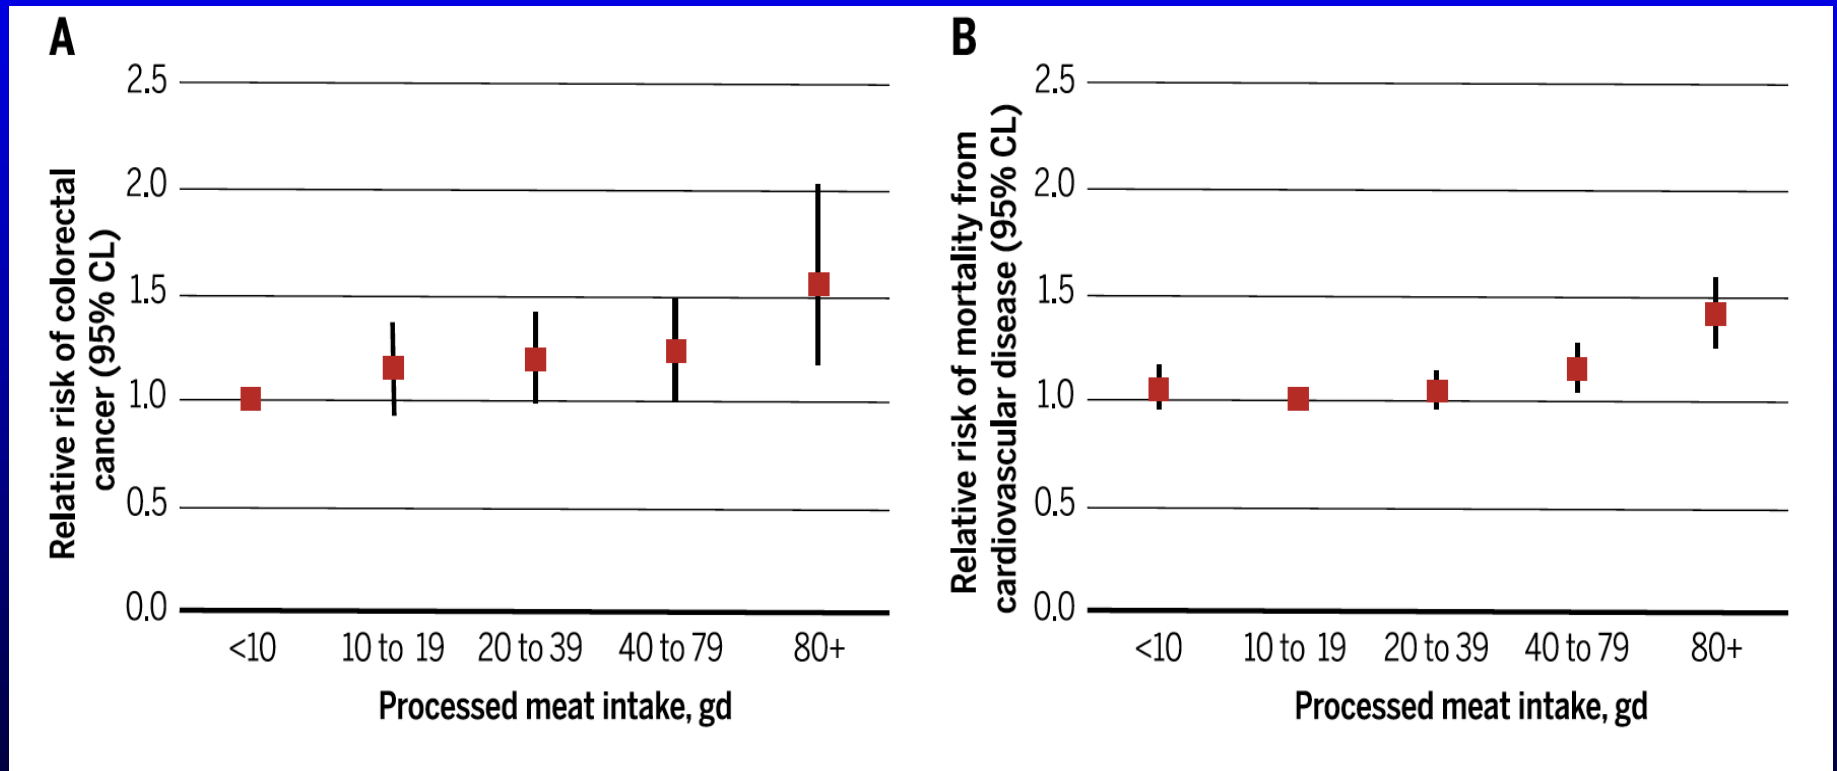 A
Relative risk of colorectal
cancer (95% CL)
2.5
2.0
1.5
1.0
0.5
0.0
<10 10 to 19 20 to 39 40 to 79 80+
Processed meat intake, gd
B
Relative risk of mortality from
cardiovascular disease (95% CL)
2.5
2.0
1.5
1.0
0.5
0.0
<10 10 to 19 20 to 39 40 to 79 80+
Processed meat intake, gd